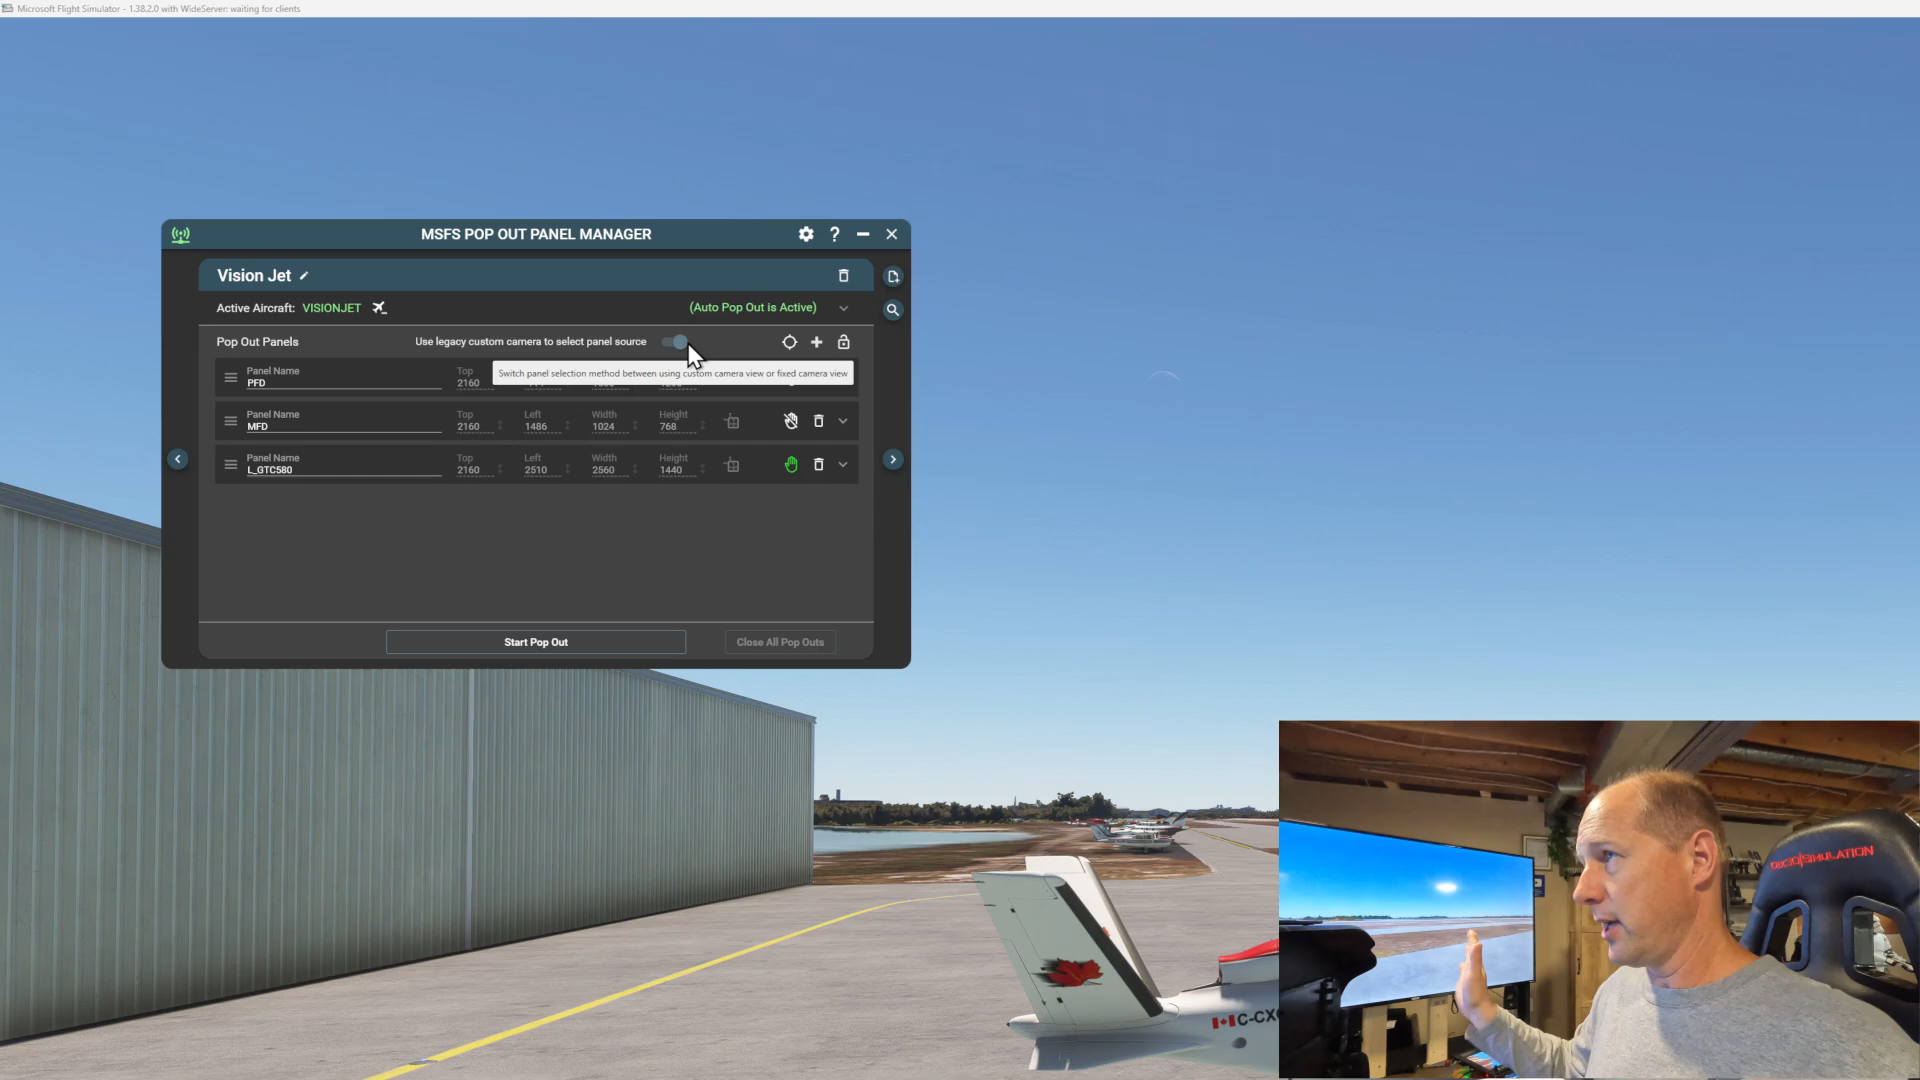 Microsoft Flight Simulator - 1.38.2.0 with WideServer: waiting for clients
MSFS POP OUT PANEL MANAGER
?
Vision Jet
Active Aircraft: VISIONJET
(Auto Pop Out is Active)
Pop Out Panels
Use legacy custom camera to select panel source
Switch panel selection method between using custom camera view or fixed camera view
Panel Name Top
PFD 2160
Panel Name Top Left Width Height
MFD 2160 1486 1024 768
Panel Name Top Left Width Height
L_GTC580 2160 2510 2560 1440
Start Pop Out
Close All Pop Outs
C-CX